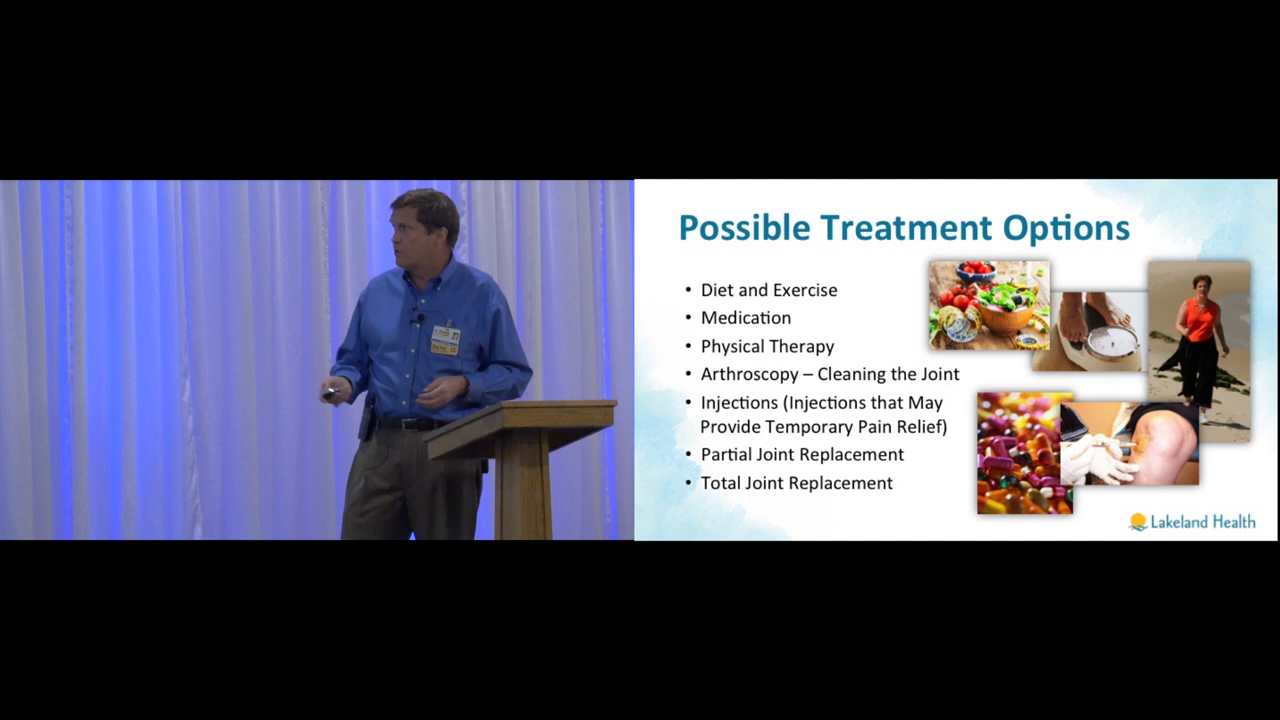 Possible Treatment Options
• Diet and Exercise
• Medication
• Physical Therapy
• Arthroscopy – Cleaning the Joint
• Injections (Injections that May
Provide Temporary Pain Relief)
• Partial Joint Replacement
• Total Joint Replacement
Lakeland Health